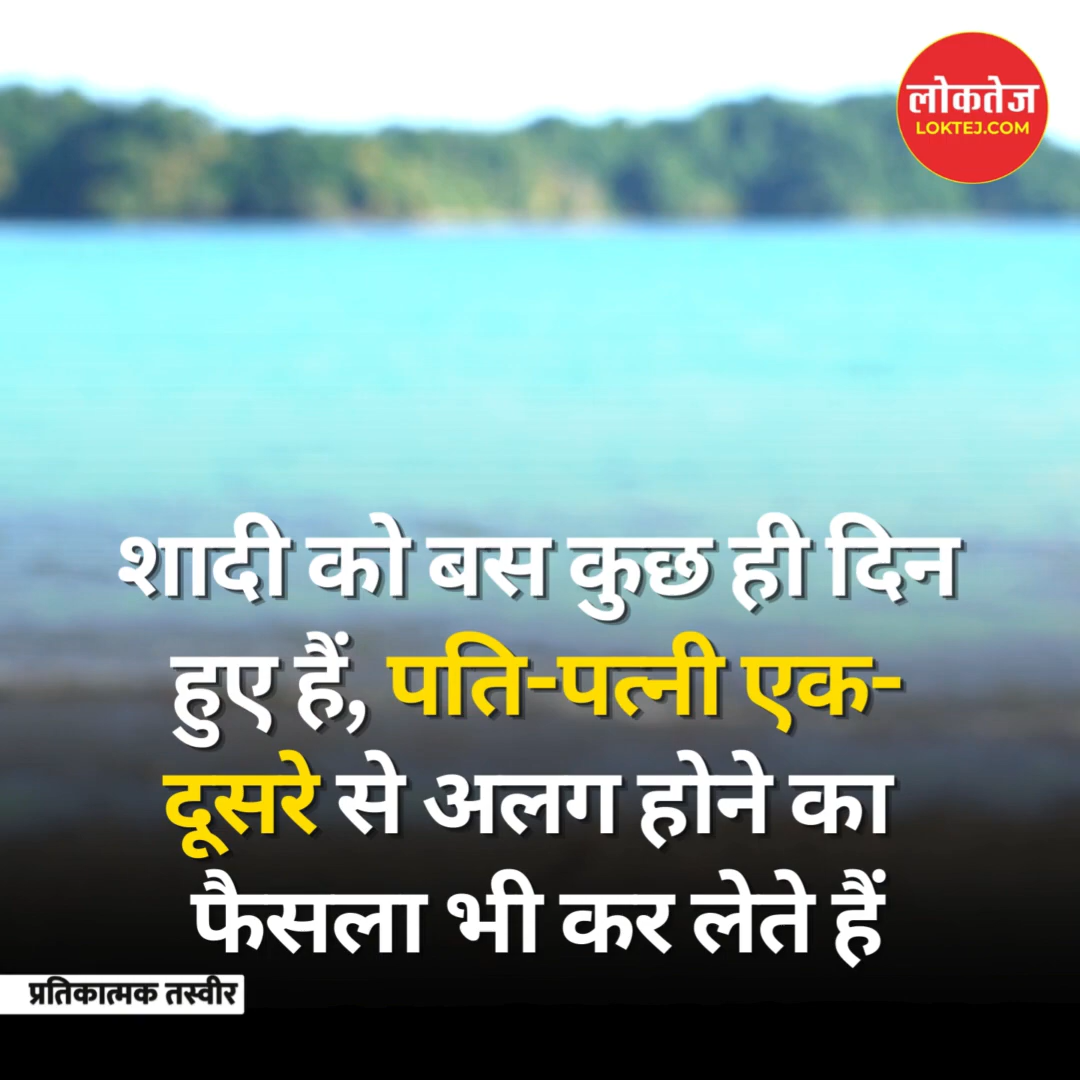 लोकतेज
LOKTEJ.COM
शादी को बस कुछ ही दिन
हुए हैं, पति-पत्नी एक-
दूसरे से अलग होने का
फैसला भी कर लेते हैं
प्रतिकात्मक तस्वीर